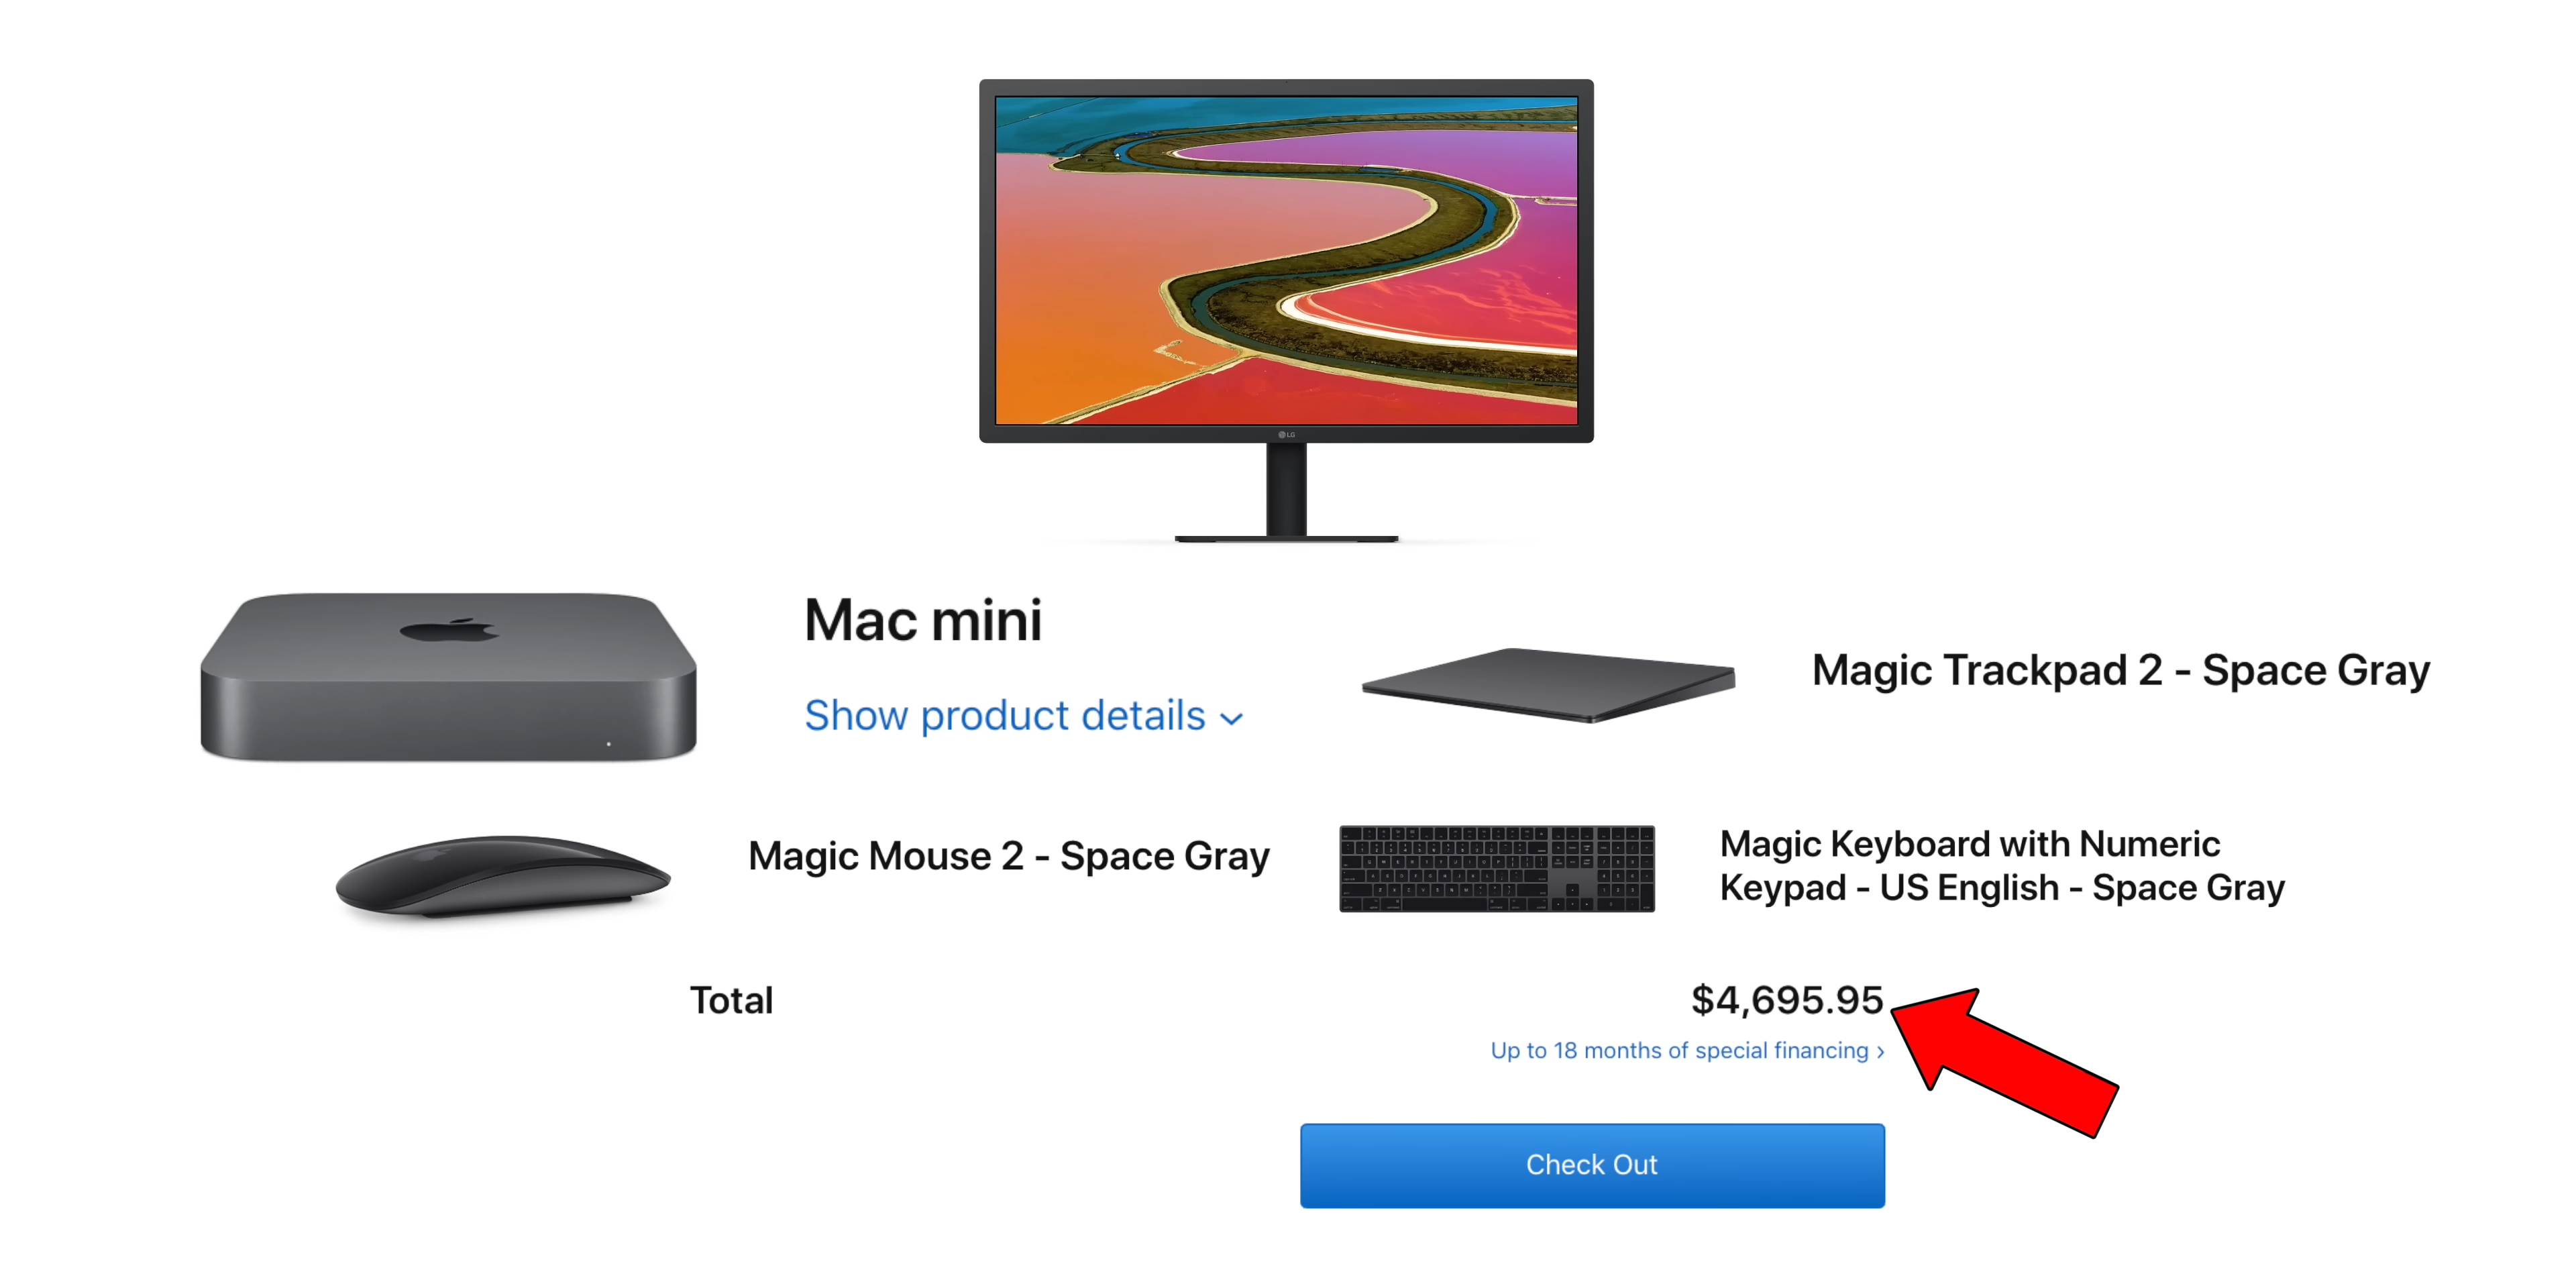 LG
Mac mini
Show product details
Magic Trackpad 2 - Space Gray
Magic Mouse 2 - Space Gray
Magic Keyboard with Numeric
Keypad - US English - Space Gray
Total
$4,695.95
Up to 18 months of special financing ›
Check Out